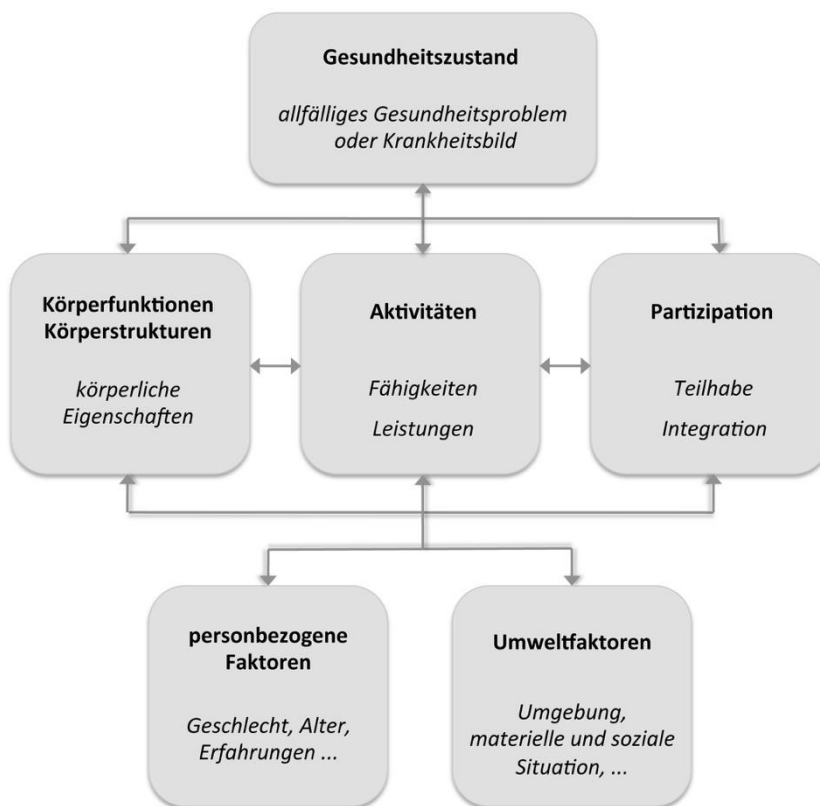 Gesundheitszustand
allfälliges Gesundheitsproblem
oder Krankheitsbild
Körperfunktionen
Körperstrukturen
körperliche
Eigenschaften
Aktivitäten
Fähigkeiten
Leistungen
Partizipation
Teilhabe
Integration
personbezogene
Faktoren
Geschlecht, Alter,
Erfahrungen ...
Umweltfaktoren
Umgebung,
materielle und soziale
Situation, ...